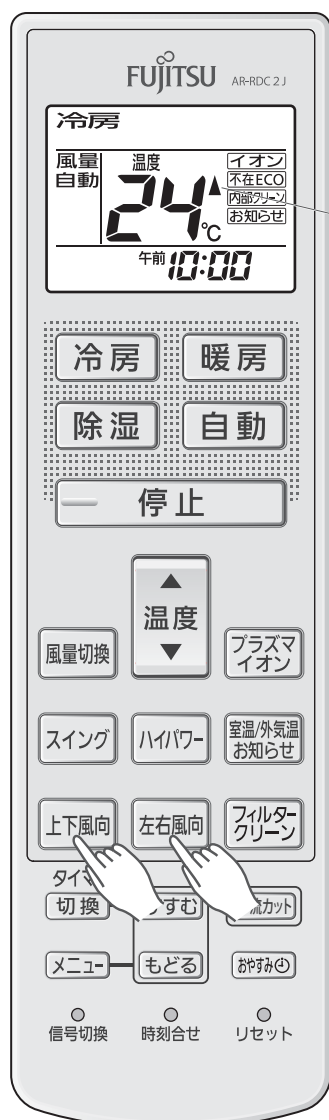 FUJITSU AR-RDC2J
冷房
風量 温度 イオン
自動 24℃ 不在ECO
内部クリーン
お知らせ
午前 10:00
冷房 暖房
除湿 自動
停止
▲
温度
▼
風量切換 プラズマ
イオン
スイング ハイパワー 室温/外気温
お知らせ
上下風向 左右風向 フィルター
クリーン
切換
メニュー もどる おやすみ
信号切換 時刻合せ リセット